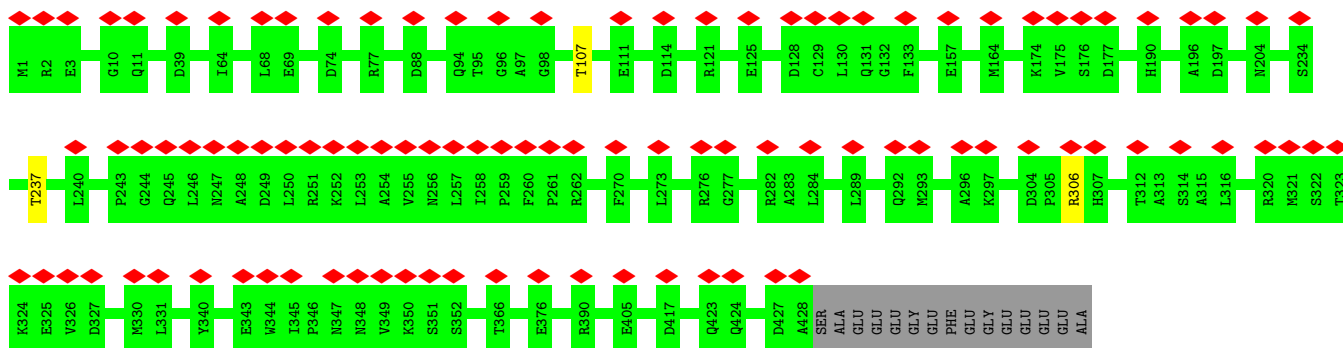 M1 R2 E3 G10 Q11 D39 I64 L68 E69 D74 R77 D88 Q94 T95 G96 A97 G98 T107 E111 D114 R121 E125 D128 C129 L130 Q131 G132 F133 E157 M164 K174 V175 S176 D177 H190 A196 D197 N204 S234
T237 L240 P243 G244 Q245 L246 N247 A248 D249 L250 R251 K252 L253 A254 V255 N256 L257 I258 P259 F260 P261 R262 F270 L273 R276 G277 R282 A283 L284 L289 Q292 M293 A296 K297 D304 P305 R306 H307 T312 A313 S314 A315 L316 R320 M321 S322 T323
K324 E325 V326 D327 M330 L331 Y340 E343 W344 I345 P346 N347 N348 V349 K350 S351 S352 T366 E376 R390 E405 D417 Q423 Q424 D427 A428 SER ALA GLU GLU GLU GLY GLU PHE GLU GLY GLU GLU GLU GLU ALA